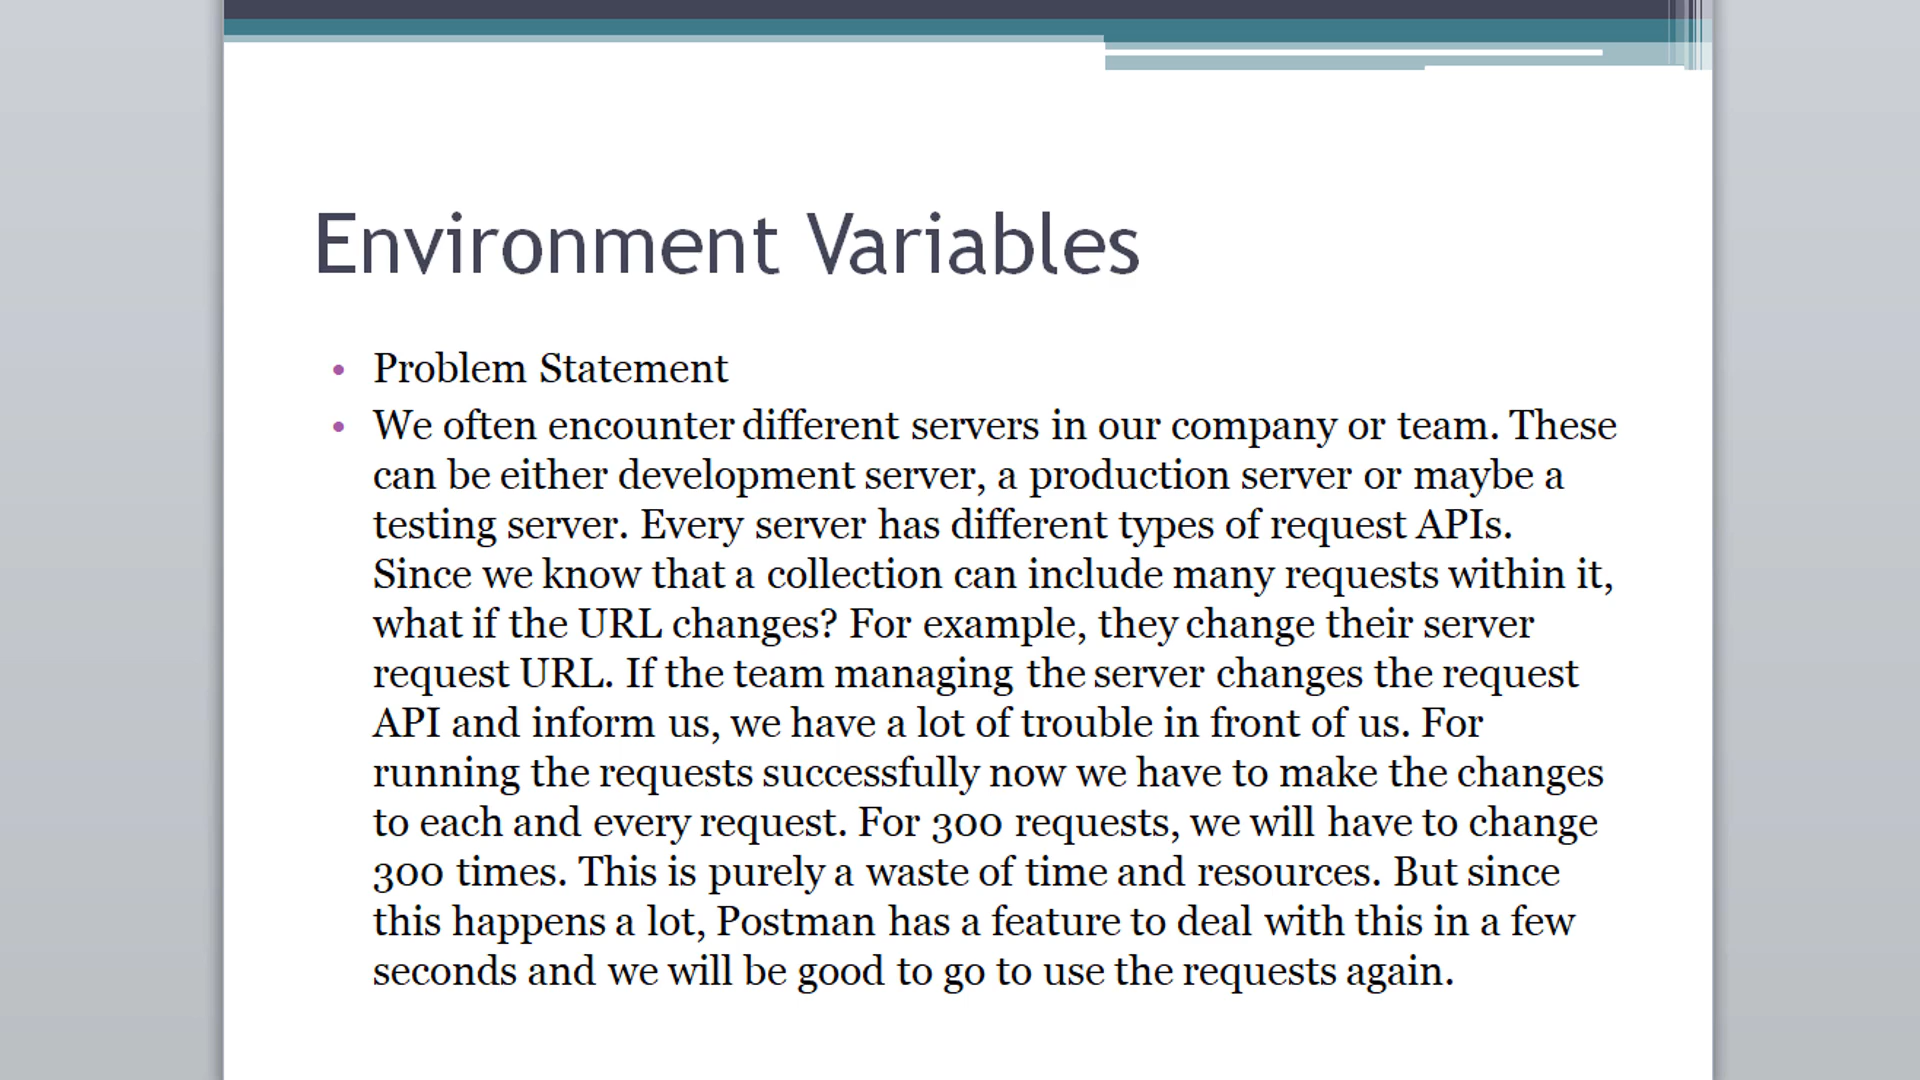 Environment Variables
Problem Statement
We often encounter different servers in our company or team. These
can be either development server, a production server or maybe a
testing server. Every server has different types of request APIs.
Since we know that a collection can include many requests within it,
what if the URL changes? For example, they change their server
request URL. If the team managing the server changes the request
API and inform us, we have a lot of trouble in front of us. For
running the requests successfully now we have to make the changes
to each and every request. For 300 requests, we will have to change
300 times. This is purely a waste of time and resources. But since
this happens a lot, Postman has a feature to deal with this in a few
seconds and we will be good to go to use the requests again.